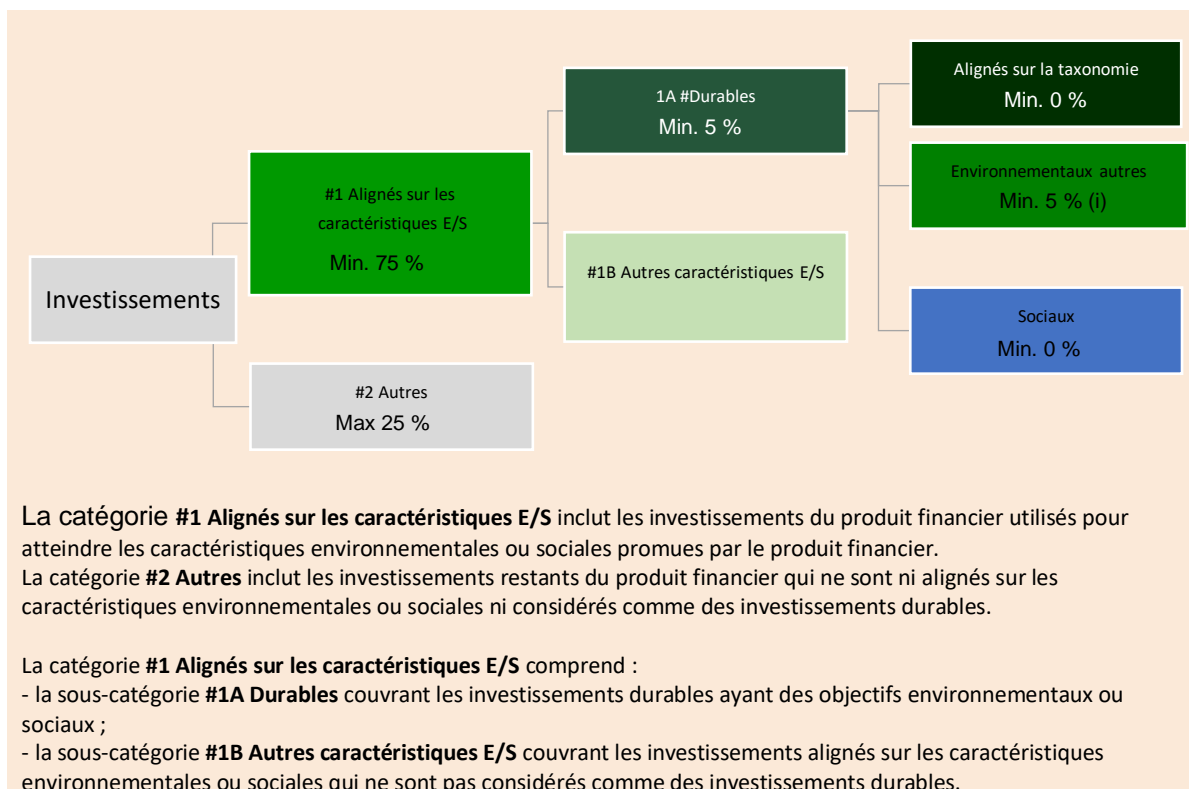 Investissements
#1 Alignés sur les
caractéristiques E/S
Min. 75 %
#2 Autres
Max 25 %
1A #Durables
Min. 5 %
#1B Autres caractéristiques E/S
Alignés sur la taxonomie
Min. 0 %
Environnementaux autres
Min. 5 % (i)
Sociaux
Min. 0 %
La catégorie #1 Alignés sur les caractéristiques E/S inclut les investissements du produit financier utilisés pour
atteindre les caractéristiques environnementales ou sociales promues par le produit financier.
La catégorie #2 Autres inclut les investissements restants du produit financier qui ne sont ni alignés sur les
caractéristiques environnementales ou sociales ni considérés comme des investissements durables.
La catégorie #1 Alignés sur les caractéristiques E/S comprend :
- la sous-catégorie #1A Durables couvrant les investissements durables ayant des objectifs environnementaux ou
sociaux ;
- la sous-catégorie #1B Autres caractéristiques E/S couvrant les investissements alignés sur les caractéristiques
environnementales ou sociales qui ne sont pas considérés comme des investissements durables.